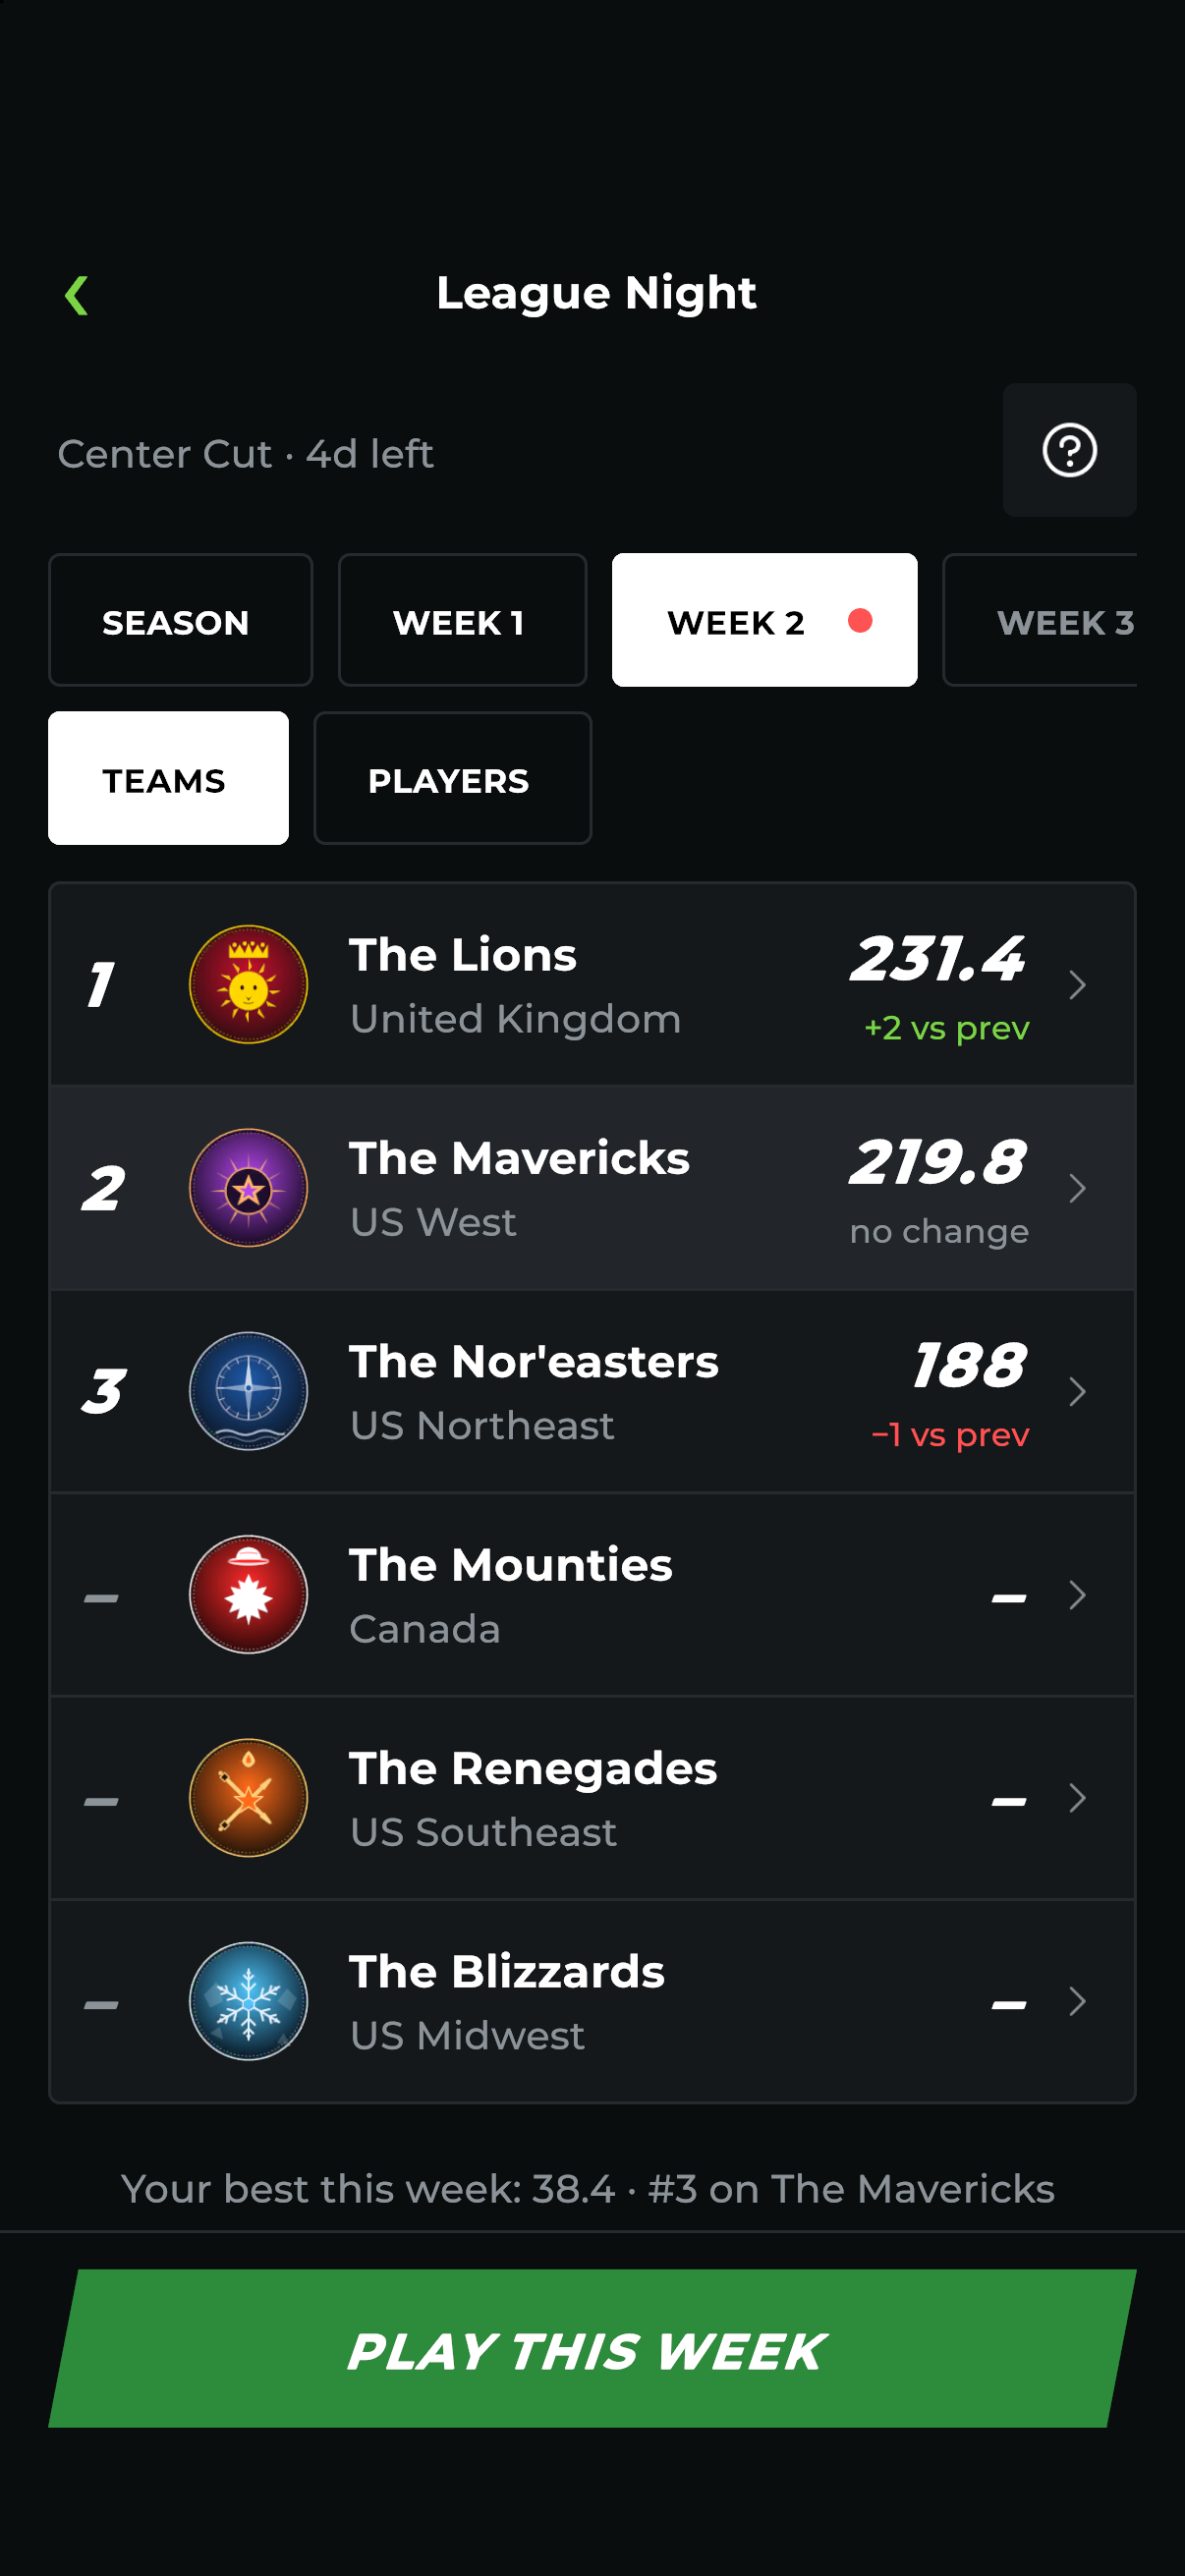 League Night
Center Cut · 4d left
SEASON
WEEK 1
WEEK 2
WEEK 3
TEAMS
PLAYERS
1
The Lions
United Kingdom
231.4
+2 vs prev
2
The Mavericks
US West
219.8
no change
3
The Nor'easters
US Northeast
188
−1 vs prev
–
The Mounties
Canada
–
–
The Renegades
US Southeast
–
–
The Blizzards
US Midwest
–
Your best this week: 38.4 · #3 on The Mavericks
PLAY THIS WEEK